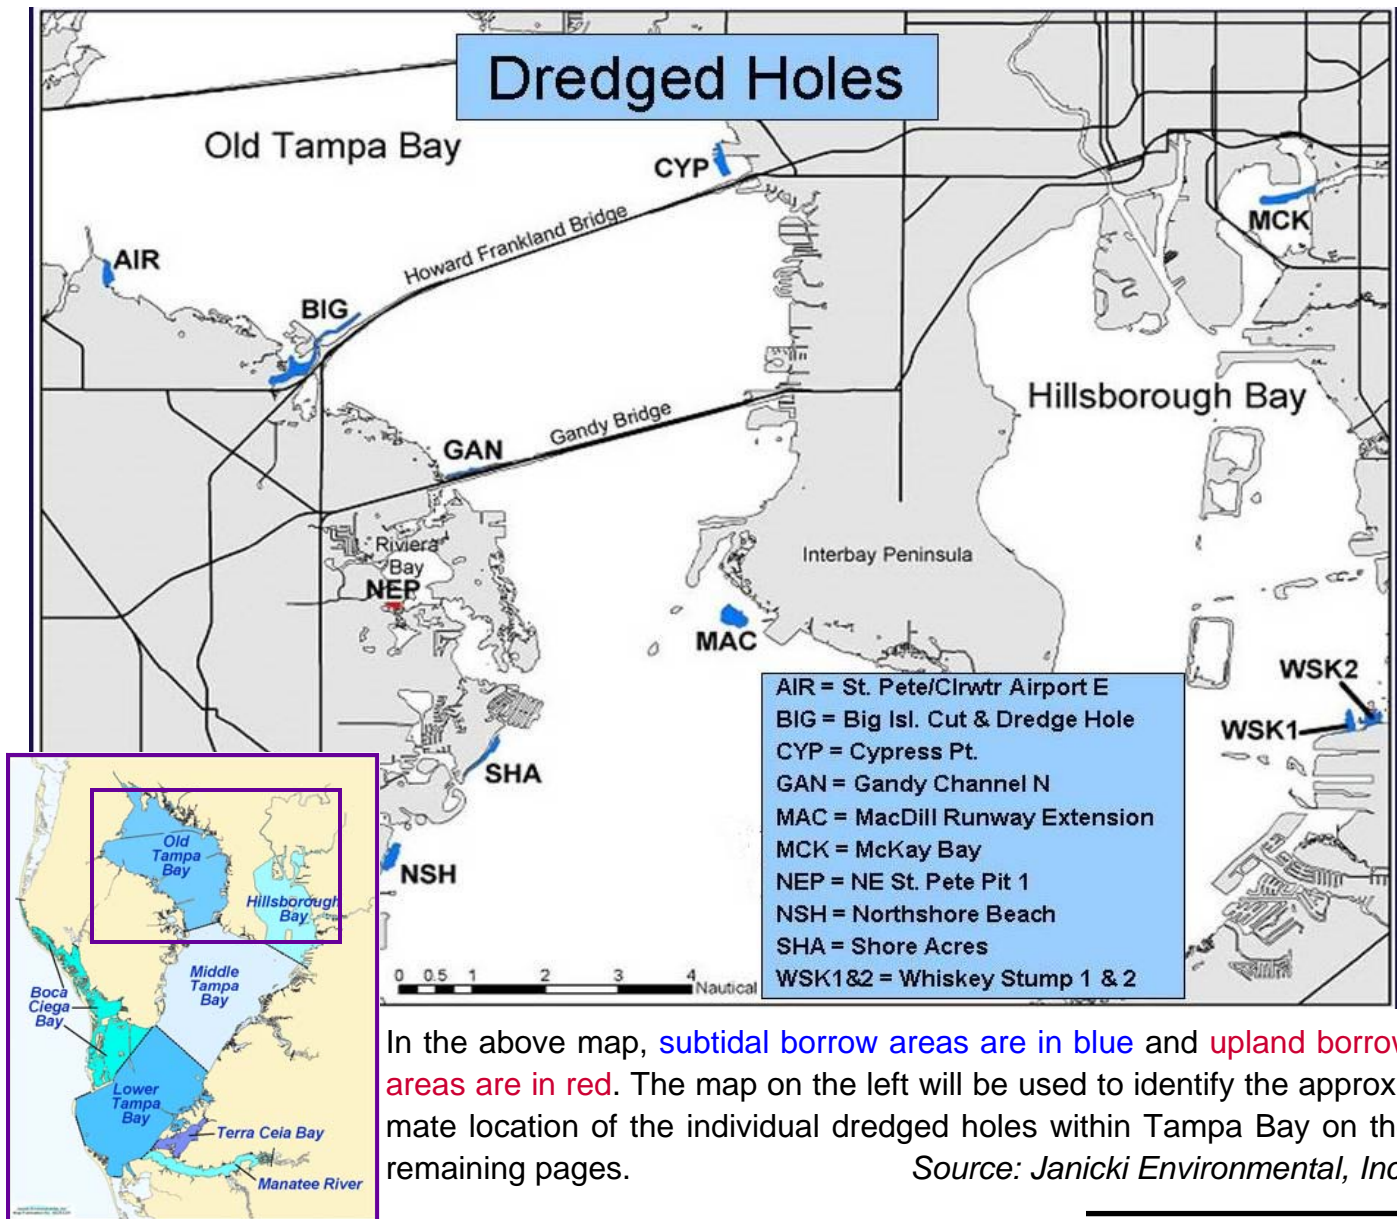 Dredged Holes
Old Tampa Bay
CYP
MCK
Howard Frankland Bridge
AIR
BIG
Hillsborough Bay
Gandy Bridge
GAN
Riviera
Bay
NEP
Interbay Peninsula
MAC
WSK2
WSK1
SHA
NSH
AIR = St. Pete/Clrwtr Airport E
BIG = Big Isl. Cut & Dredge Hole
CYP = Cypress Pt.
GAN = Gandy Channel N
MAC = MacDill Runway Extension
MCK = McKay Bay
NEP = NE St. Pete Pit 1
NSH = Northshore Beach
SHA = Shore Acres
WSK1&2 = Whiskey Stump 1 & 2
0 0.5 1 2 3 4
Nautical
Old
Tampa
Bay
Hillsborough
Bay
Middle
Tampa
Bay
Boca
Ciega
Bay
Lower
Tampa
Bay
Terra Ceia Bay
Manatee River
In the above map, subtidal borrow areas are in blue and upland borrow
areas are in red. The map on the left will be used to identify the approxi
mate location of the individual dredged holes within Tampa Bay on th
remaining pages. Source: Janicki Environmental, Inc